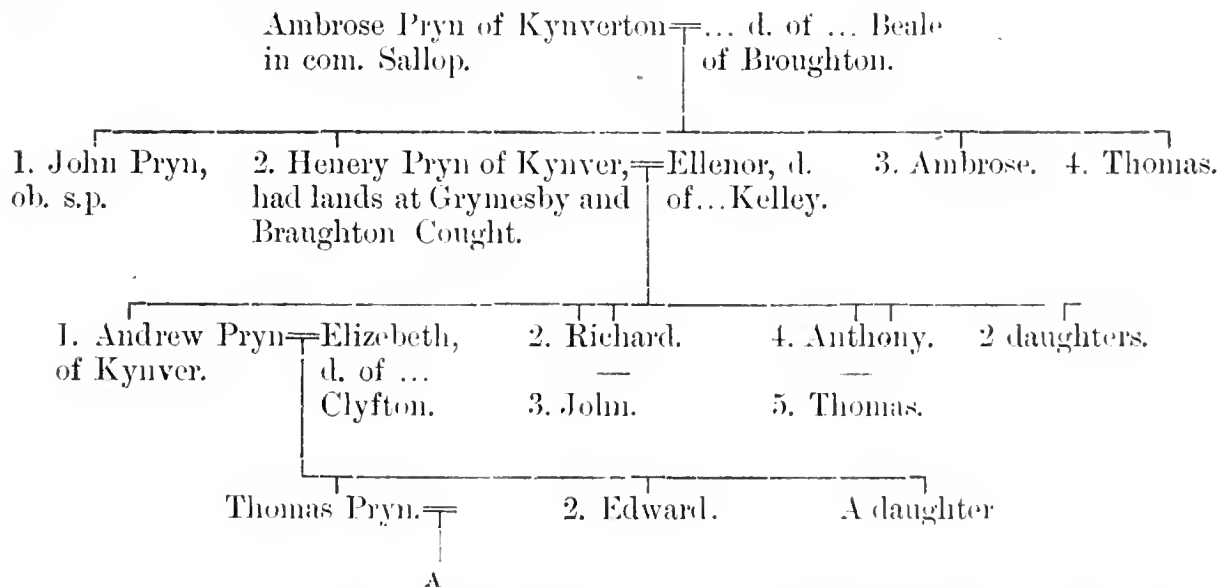 Ambrose Pryn of Kynverton ... d. of ... Beale
in com. Sallop. of Broughton.
1. John Pryn, 2. Henery Pryn of Kynver, Ellenor, d. 3. Ambrose. 4. Thomas.
ob. s.p. had lands at Grymesby and of ... Kelley.
Braughton Cought.
1. Andrew Pryn Elizebeth, 2. Richard. 4. Anthony. 2 daughters.
of Kynver. d. of ... — —
Clyfton. 3. John. 5. Thomas.
Thomas Pryn. 2. Edward. A daughter
A